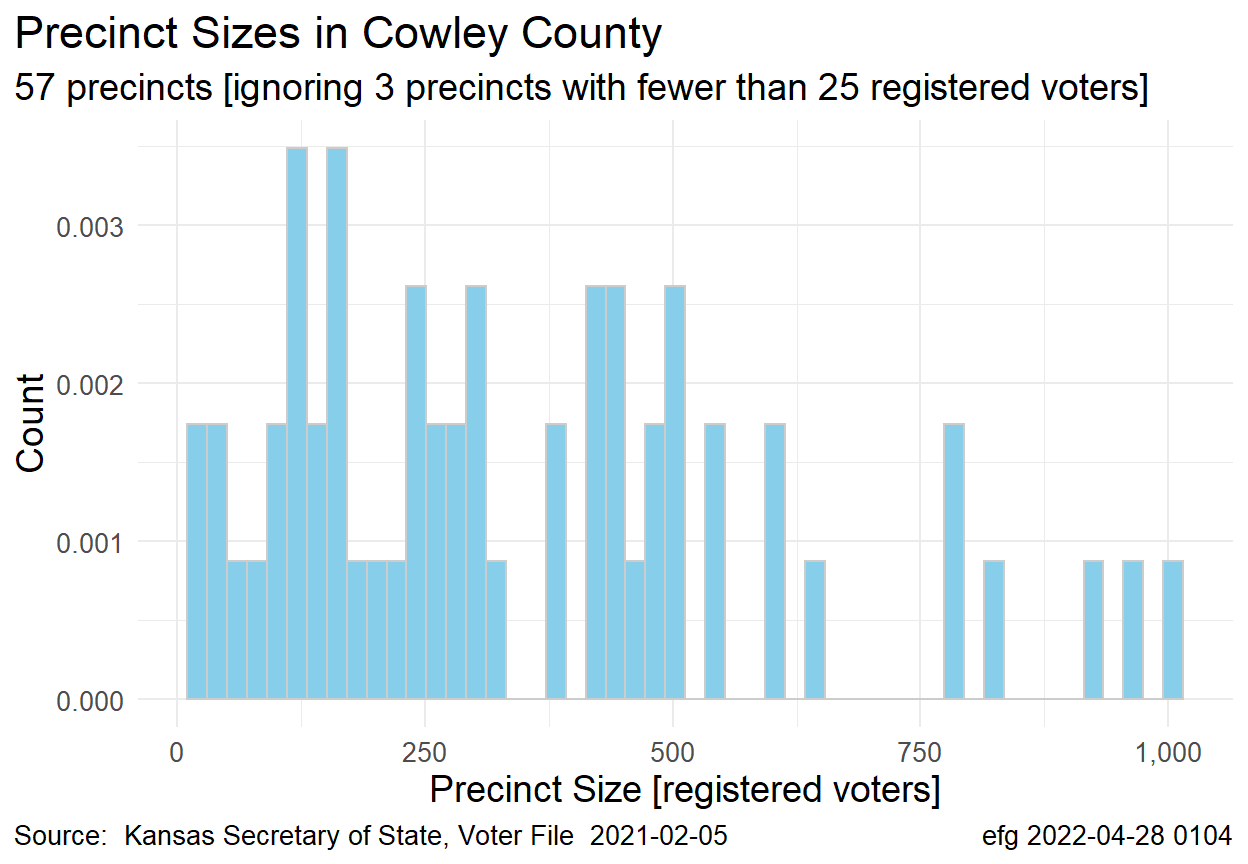 Precinct Sizes in Cowley County
57 precincts [ignoring 3 precincts with fewer than 25 registered voters]
Count
0.003
0.002
0.001
0.000
0
250
500
750
1,000
Precinct Size [registered voters]
Source:  Kansas Secretary of State, Voter File  2021-02-05
efg 2022-04-28 0104